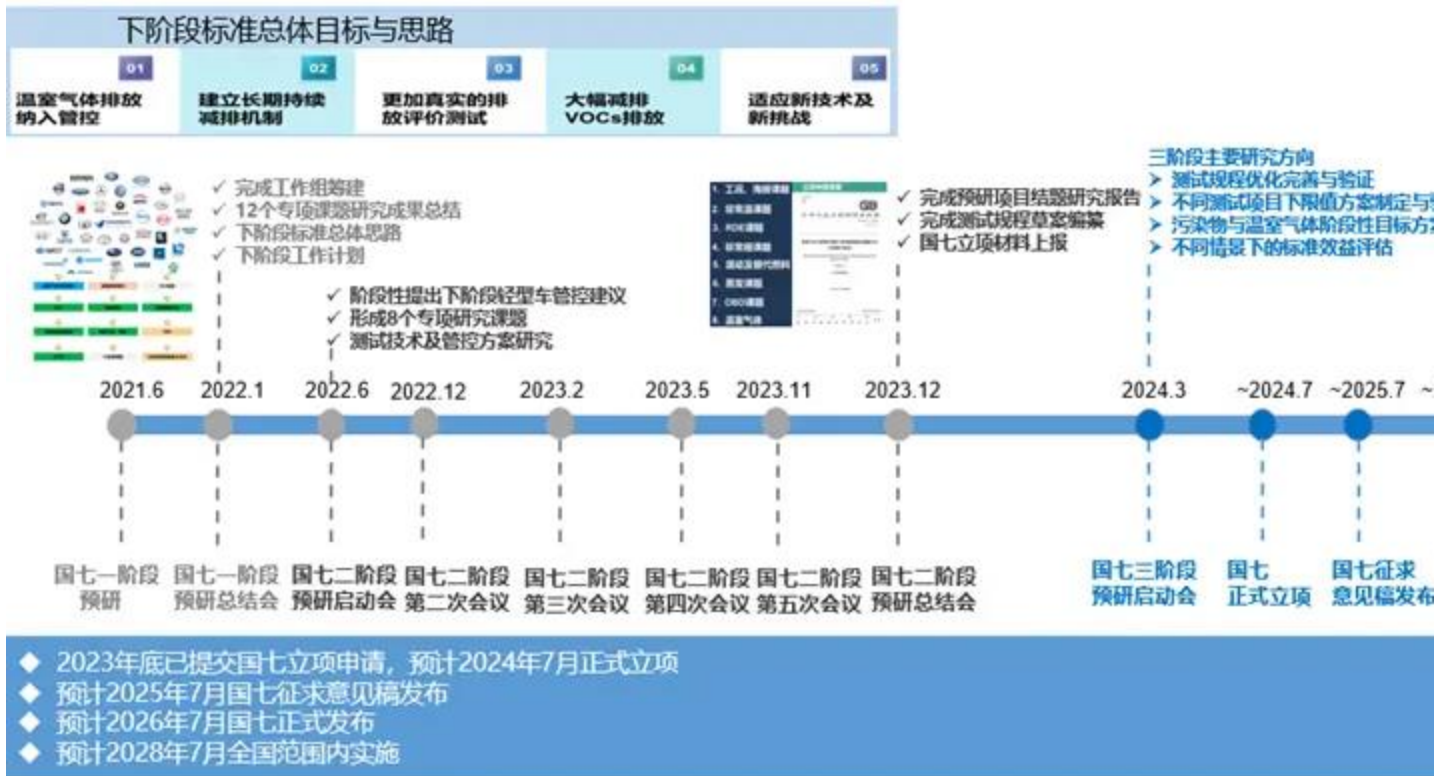 下阶段标准总体目标与思路
01
02
03
04
05
温室气体排放
纳入管控
建立长期持续
减排机制
更加真实的排
放评价测试
大幅减排
VOCs排放
适应新技术及
新挑战
✓ 完成工作组筹建
✓ 12个专项课题研究成果总结
✓ 下阶段标准总体思路
✓ 下阶段工作计划
✓ 阶段性提出下阶段轻型车管控建议
✓ 形成8个专项研究课题
✓ 测试技术及管控方案研究
3. RDE课题
7. OBD课题
8. 温室气体
GB
✓ 完成预研项目结题研究报告
✓ 完成测试规程草案编纂
✓ 国七立项材料上报
三阶段主要研究方向
➢ 测试规程优化完善与验证
➢ 不同测试项目下限值方案制定与
➢ 污染物与温室气体阶段性目标方
➢ 不同情景下的标准效益评估
2021.6
2022.1
2022.6
2022.12
2023.2
2023.5
2023.11
2023.12
2024.3
~2024.7
~2025.7
~
国七一阶段
预研
国七一阶段
预研总结会
国七二阶段
预研启动会
国七二阶段
第二次会议
国七二阶段
第三次会议
国七二阶段
第四次会议
国七二阶段
第五次会议
国七二阶段
预研总结会
国七三阶段
预研启动会
国七
正式立项
国七征求
意见稿发布
◆ 2023年底已提交国七立项申请，预计2024年7月正式立项
◆ 预计2025年7月国七征求意见稿发布
◆ 预计2026年7月国七正式发布
◆ 预计2028年7月全国范围内实施